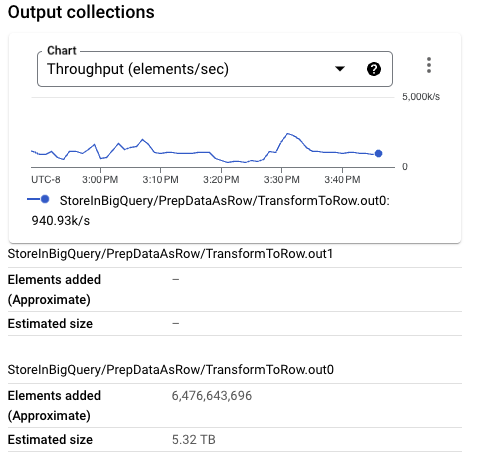 Output collections
Chart
Throughput (elements/sec)
5,000k/s
0
UTC-8 3:00 PM 3:10 PM 3:20 PM 3:30 PM 3:40 PM
StoreInBigQuery/PrepDataAsRow/TransformToRow.out0:
940.93k/s
StoreInBigQuery/PrepDataAsRow/TransformToRow.out1
Elements added –
(Approximate)
Estimated size –
StoreInBigQuery/PrepDataAsRow/TransformToRow.out0
Elements added 6,476,643,696
(Approximate)
Estimated size 5.32 TB